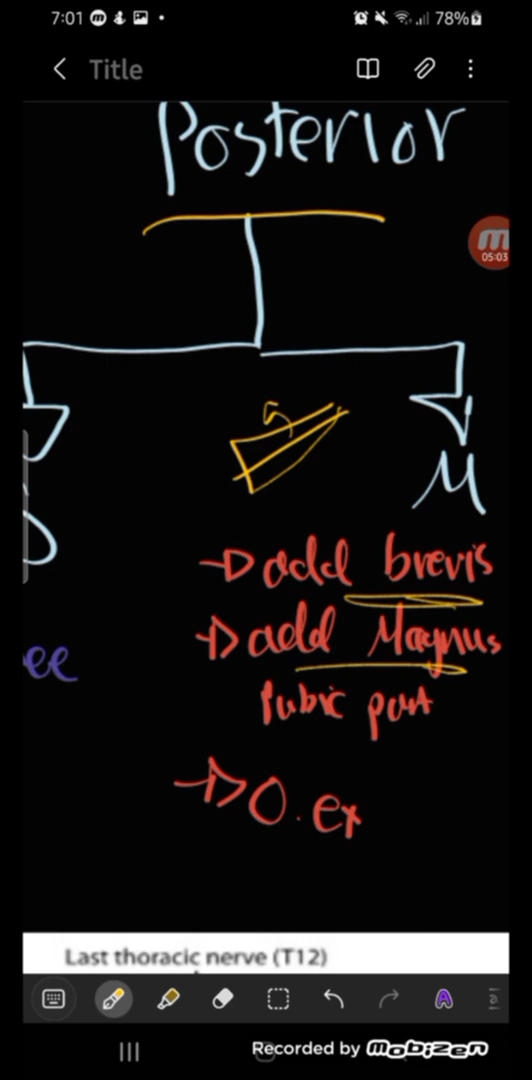 7:01
78%
Title
Posterior
05:03
M
→ add brevis
→ add Magnus
Pubic part
ee
→ O.ex
Last thoracic nerve (T12)
A
Recorded by mobizen